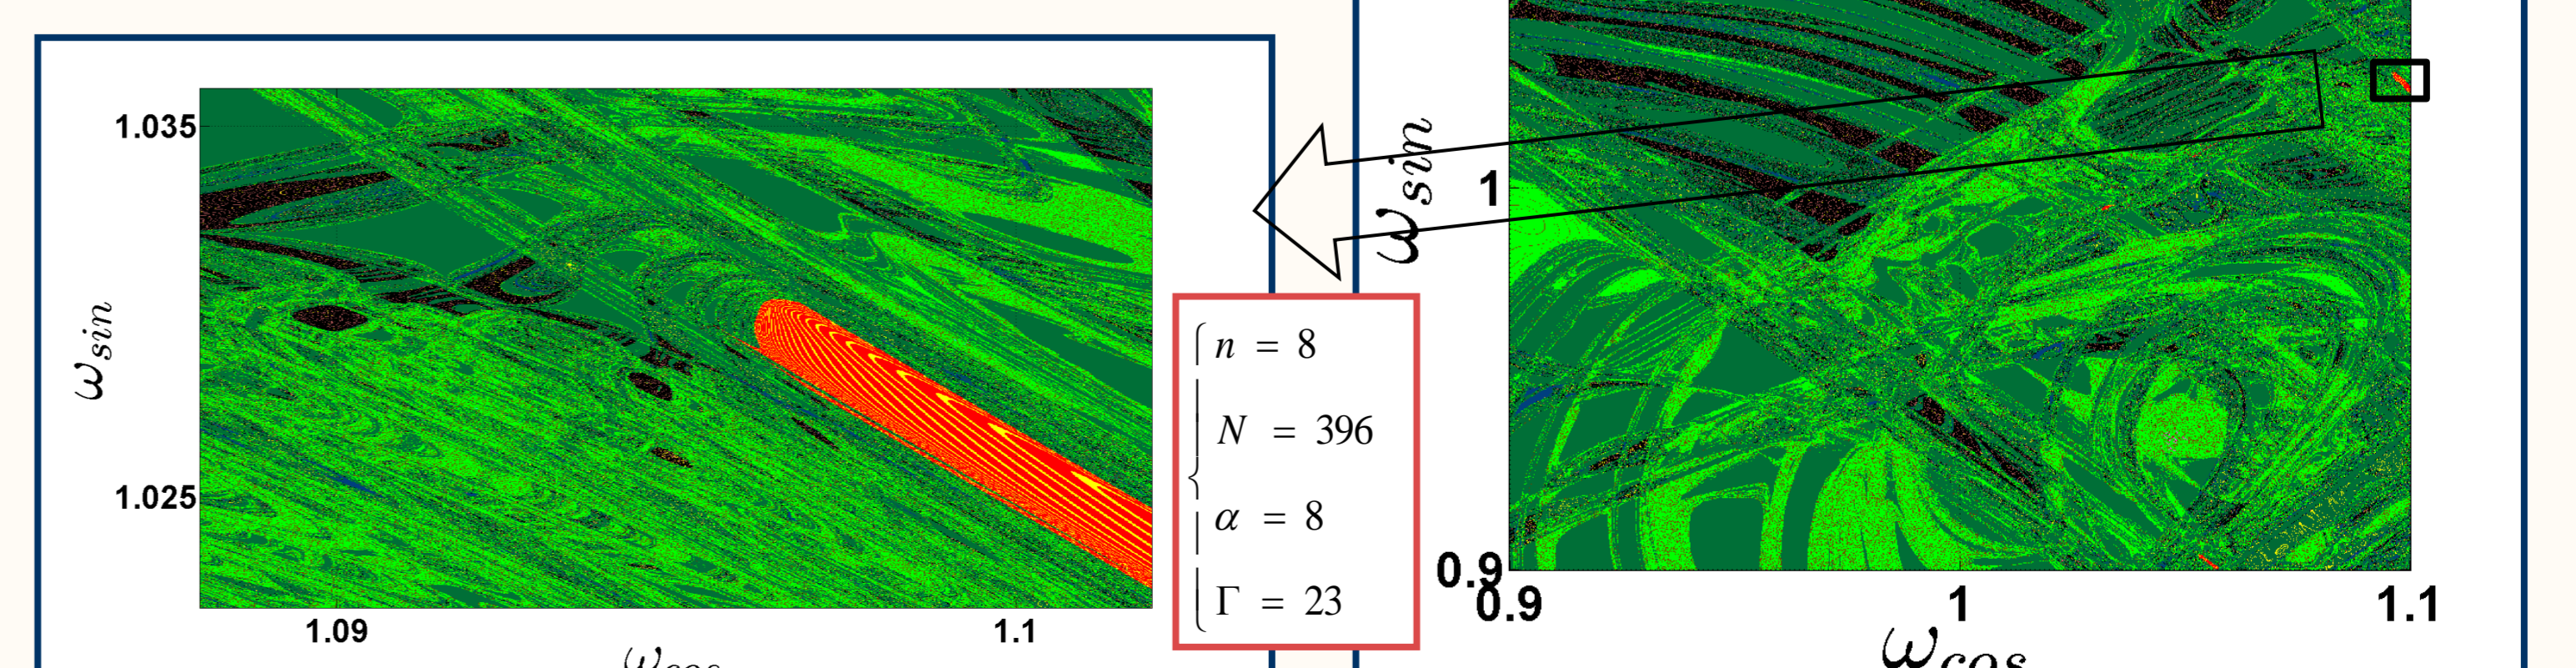 1.035
1.025
ω_sin
1.09
1.1
ω_cos
n = 8
N = 396
α = 8
Γ = 23
ω_sin
1
0.9
0.9
1
1.1
ω_cos